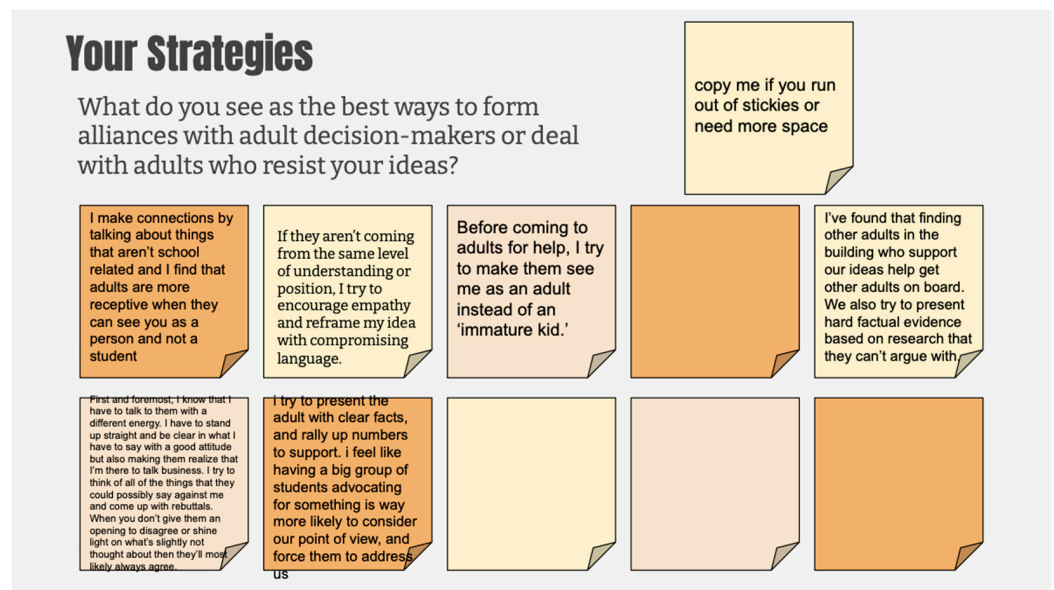 Your Strategies
What do you see as the best ways to form
alliances with adult decision-makers or deal
with adults who resist your ideas?
copy me if you run
out of stickies or
need more space
I make connections by
talking about things
that aren't school
related and I find that
adults are more
receptive when they
can see you as a
person and not a
student
If they aren't coming
from the same level
of understanding or
position, I try to
encourage empathy
and reframe my idea
with compromising
language.
Before coming to
adults for help, I try
to make them see
me as an adult
instead of an
'immature kid.'
I've found that finding
other adults in the
building who support
our ideas help get
other adults on board.
We also try to present
hard factual evidence
based on research that
they can't argue with.
First and foremost, I know that I
have to talk to them with a
different energy. I have to stand
up straight and be clear in what I
have to say with a good attitude
but also making them realize that
I'm there to talk business. I try to
think of all of the things that they
could possibly say against me
and come up with rebuttals.
When you don't give them an
opening to disagree or shine
light on what's slightly not
thought about then they'll most
likely always agree.
i try to present the
adult with clear facts,
and rally up numbers
to support. i feel like
having a big group of
students advocating
for something is way
more likely to consider
our point of view, and
force them to address
us